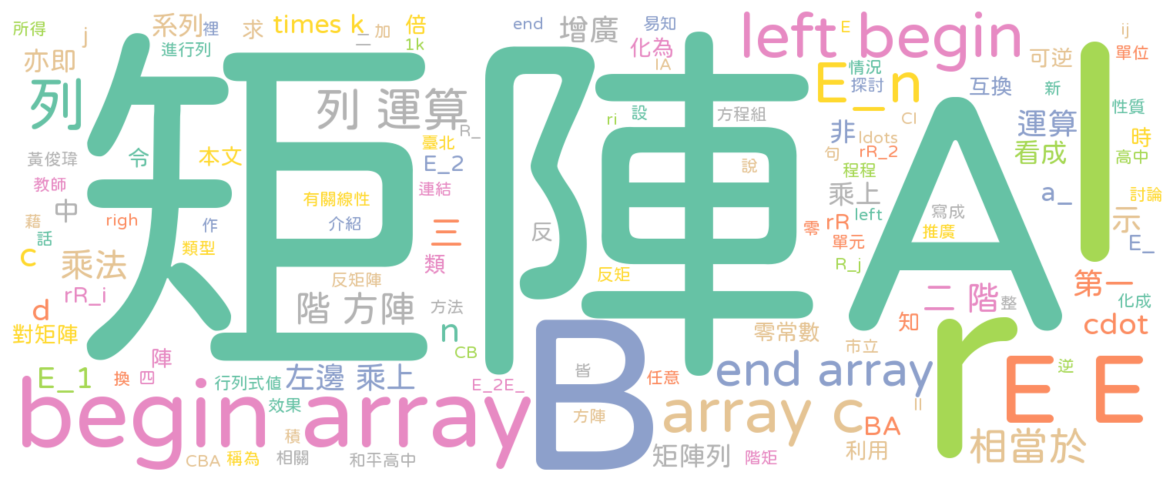 所得 j 系列 裡 求 times k 二 加 倍 1k end 增廣 易知 化為 IA left begin E 可逆 ij 單位
亦即 進行列 矩陣 A I
列 列 運算 R_ 臺北 E_2 連結 ri 設 方程組 說 E_n 情況 探討 CI 互換 新 性質
黃俊瑋 令 本文 教師 中 有關線性 介紹 非 ldots 句 rR_2 程程 運算 看成 時 高中
藉 話 righ 作 類型 三 類 反 乘上 left 零 rR 單元 寫成 推廣 a_ 討論 示 E_
c 乘法 rR_i 反矩陣 反矩 R_j
d 對矩陣 階 方陣 方法 n CB 零常數 市立 知 二 階 整 第一 化成 cdot
E_1 換 四 陣 行列式值 左邊 乘上 E_2E_ B 皆 任意 end array II r E E 逆
begin array 效果 積 方陣 array c BA
CBA 稱為 相關 和平高中 矩陣列 階矩 利用 相當於